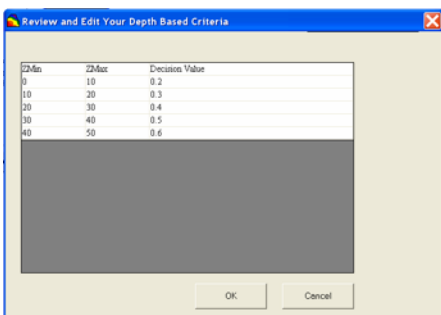 Review and Edit Your Depth Based Criteria
ZMin ZMax Decision Value
0 10 0.2
10 20 0.3
20 30 0.4
30 40 0.5
40 50 0.6
OK Cancel